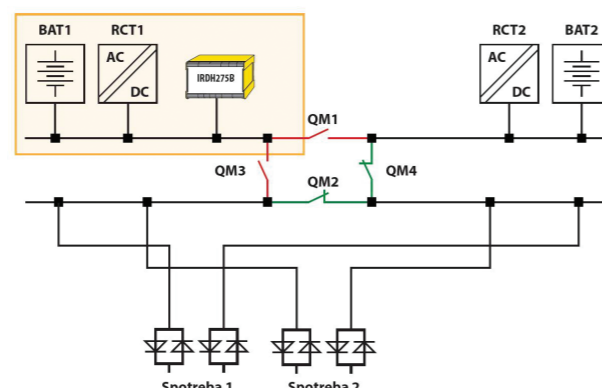 BAT1 RCT1 RCT2 BAT2
AC AC
IRDH275B
DC DC
QM1
QM3 QM4
QM2
Spotreba 1 Spotreba 2